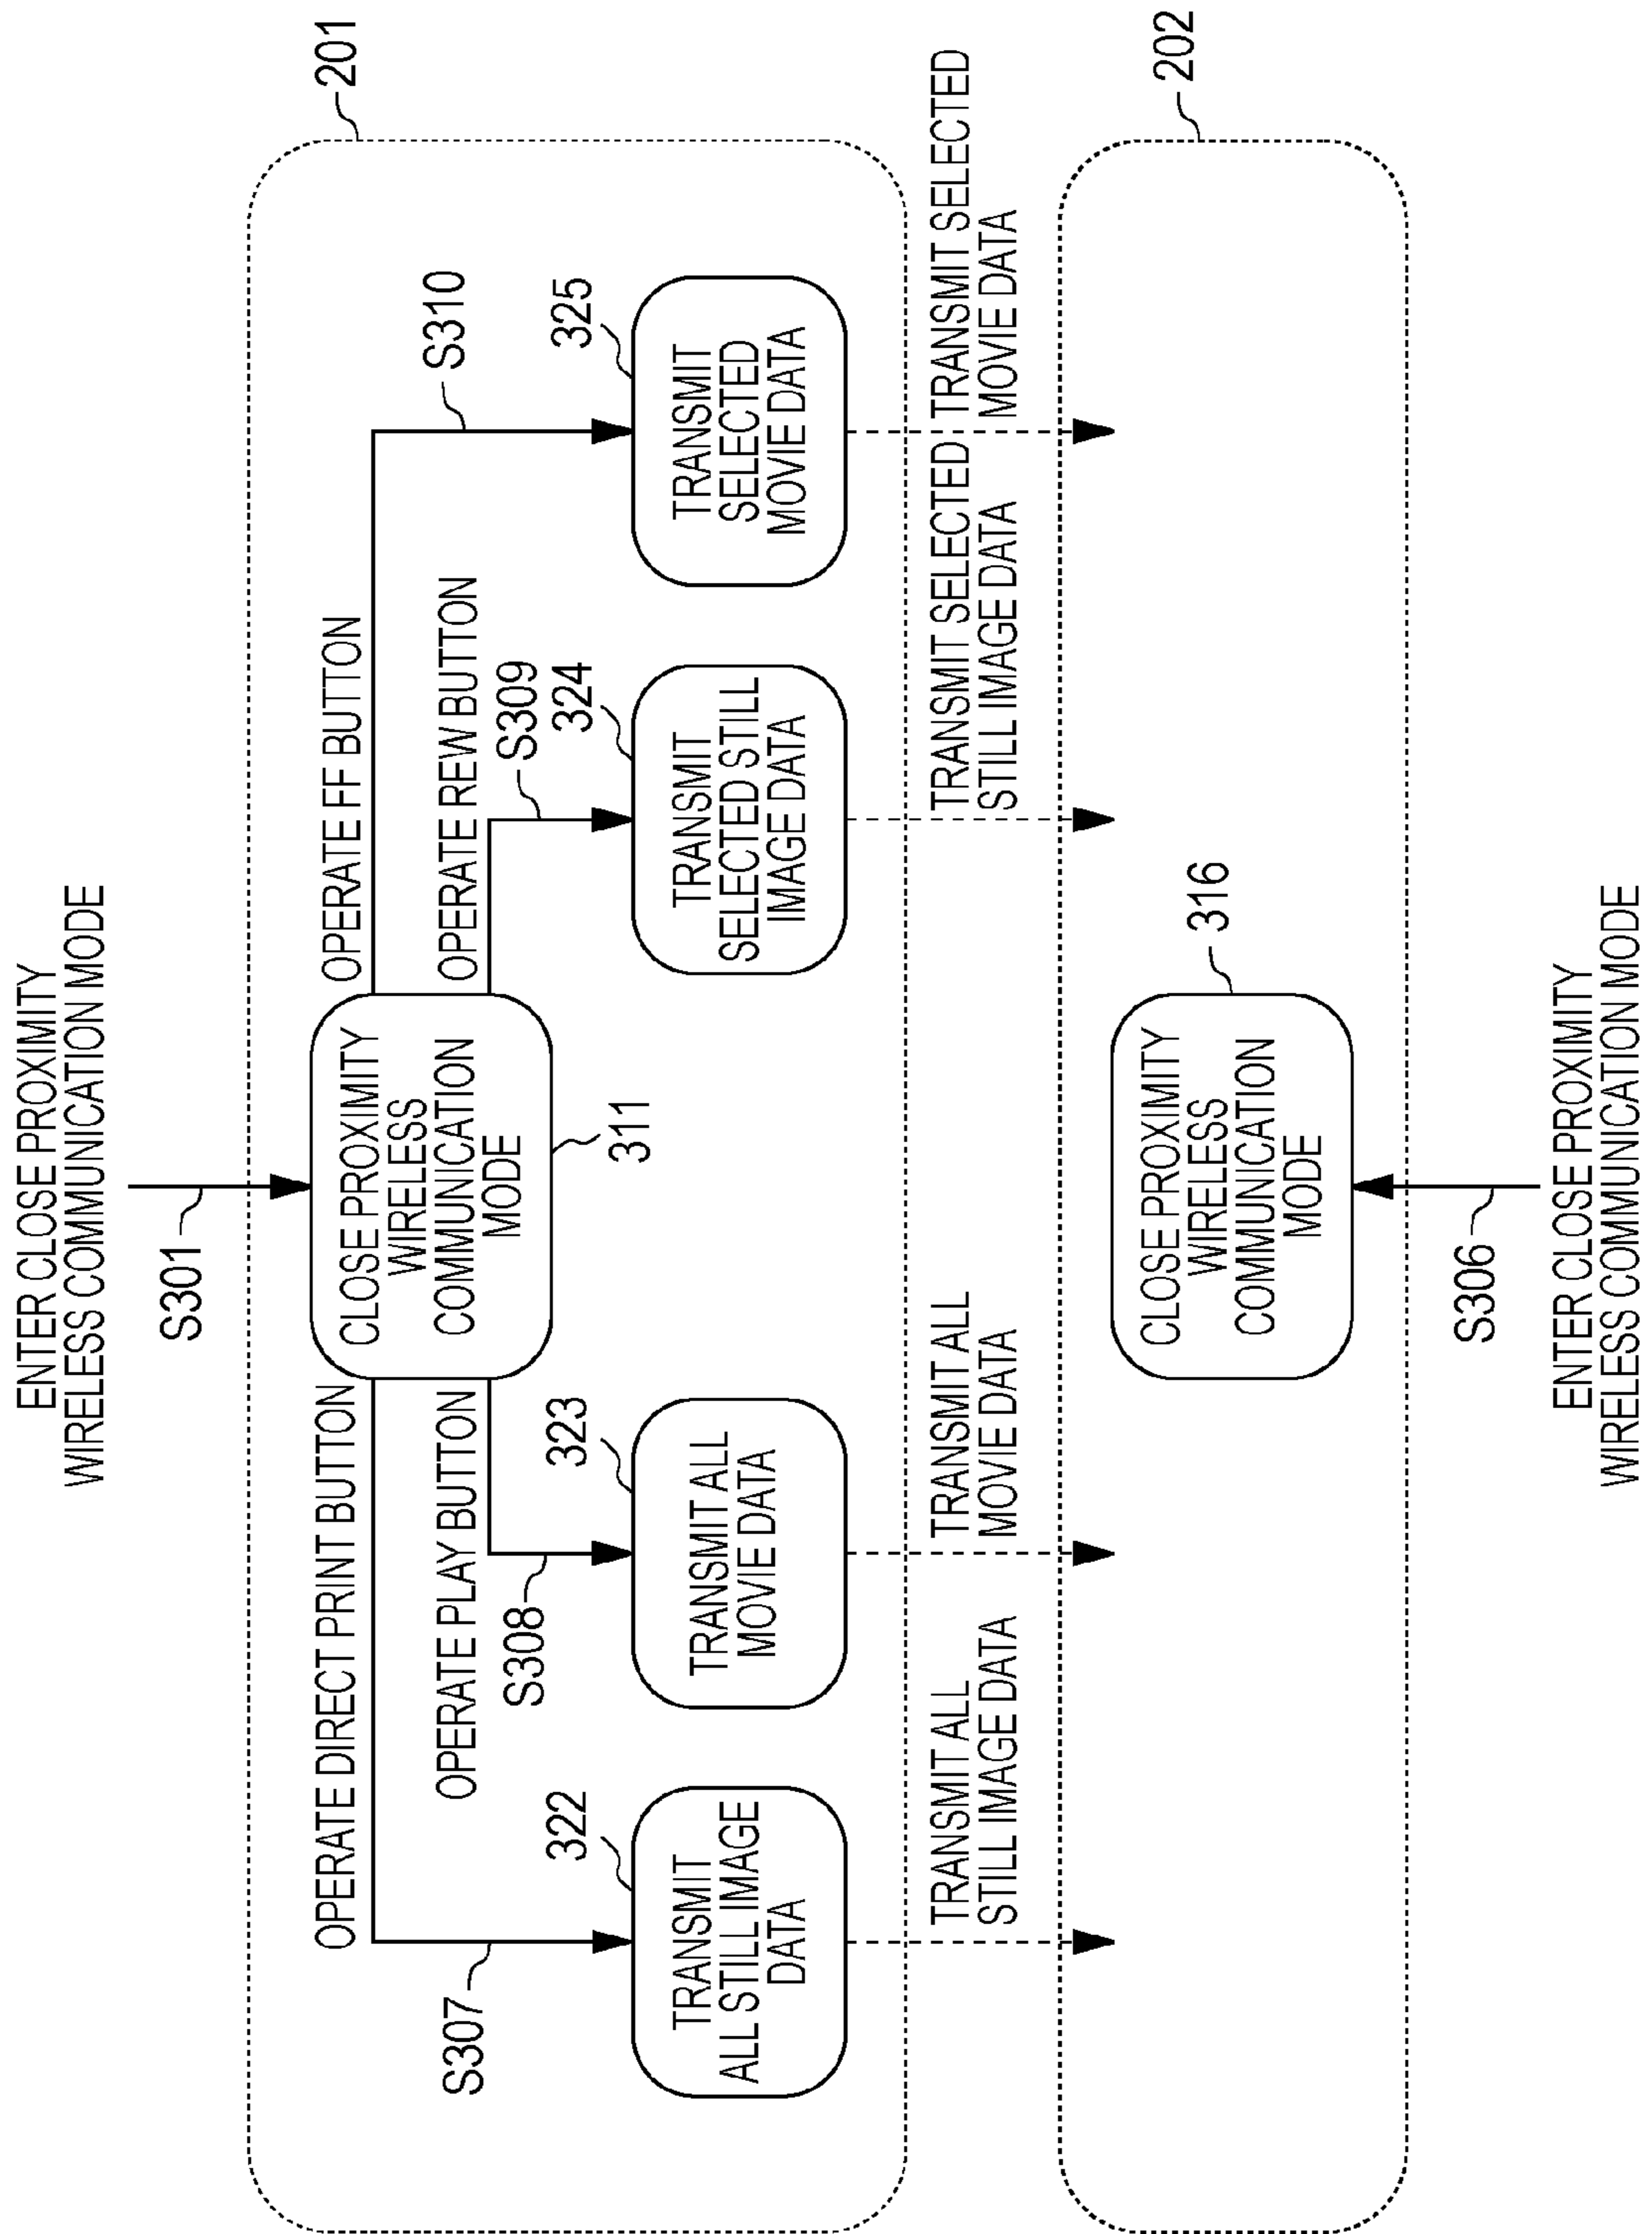 ENTER CLOSE PROXIMITY
WIRELESS COMMUNICATION MODE
S301
201
OPERATE DIRECT PRINT BUTTON
OPERATE FF BUTTON
CLOSE PROXIMITY
WIRELESS
COMMUNICATION
MODE
311
OPERATE PLAY BUTTON
OPERATE REW BUTTON
S307
S308
S309
S310
322
TRANSMIT
ALL STILL IMAGE
DATA
323
TRANSMIT ALL
MOVIE DATA
324
TRANSMIT
SELECTED STILL
IMAGE DATA
325
TRANSMIT
SELECTED
MOVIE DATA
TRANSMIT ALL
STILL IMAGE DATA
TRANSMIT ALL
MOVIE DATA
TRANSMIT SELECTED
STILL IMAGE DATA
TRANSMIT SELECTED
MOVIE DATA
202
CLOSE PROXIMITY
WIRELESS
COMMUNICATION
MODE
316
S306
ENTER CLOSE PROXIMITY
WIRELESS COMMUNICATION MODE